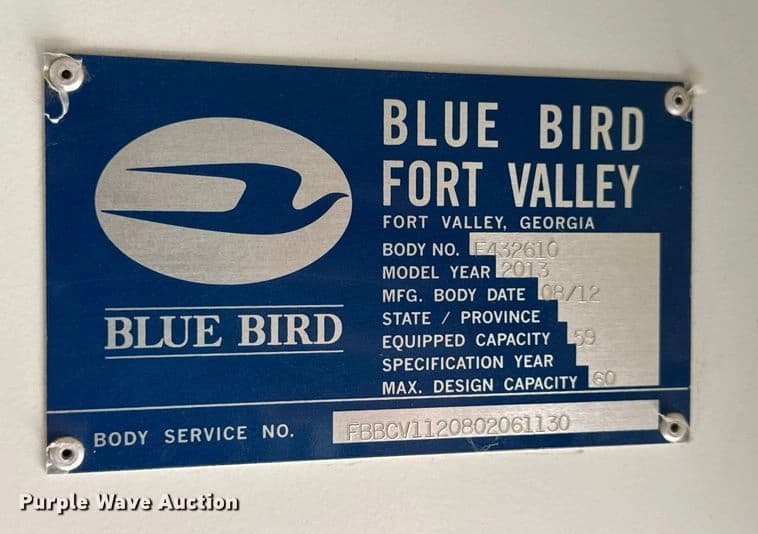 BLUE BIRD
FORT VALLEY
FORT VALLEY, GEORGIA
BODY NO. F432610
MODEL YEAR 2013
MFG. BODY DATE 08/12
STATE / PROVINCE
EQUIPPED CAPACITY 59
SPECIFICATION YEAR
MAX. DESIGN CAPACITY 60
BLUE BIRD
BODY SERVICE NO. FBBCV1120802061130
Purple Wave Auction